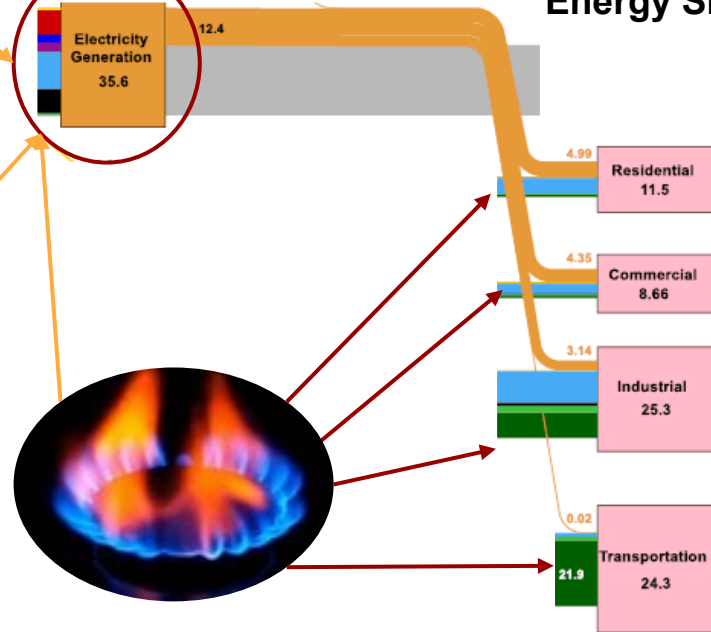 Energy
12.4
Electricity
Generation
35.6
4.99
Residential
11.5
4.35
Commercial
8.66
3.14
Industrial
25.3
0.02
Transportation
21.9
24.3